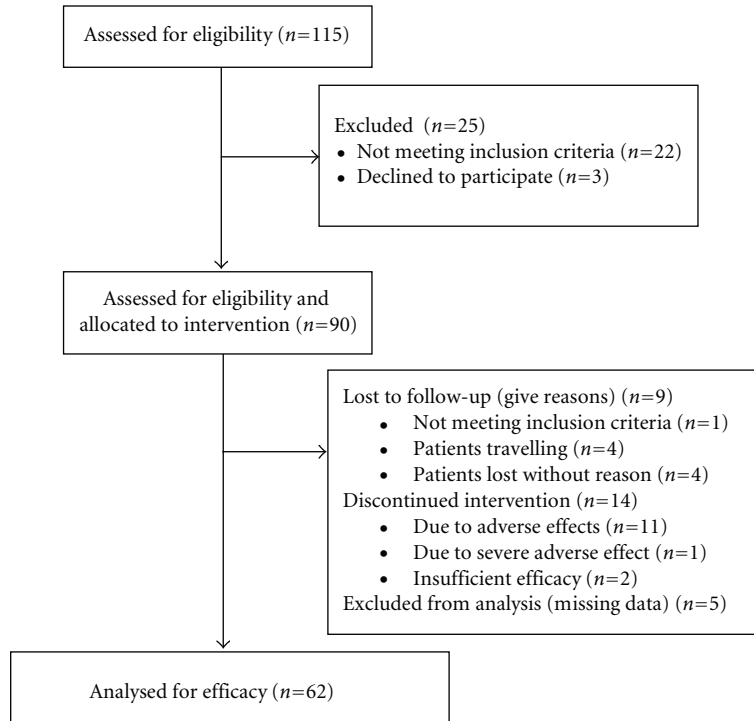 Assessed for eligibility (n=115)
Excluded (n=25)
• Not meeting inclusion criteria (n=22)
• Declined to participate (n=3)
Assessed for eligibility and
allocated to intervention (n=90)
Lost to follow-up (give reasons) (n=9)
• Not meeting inclusion criteria (n=1)
• Patients travelling (n=4)
• Patients lost without reason (n=4)
Discontinued intervention (n=14)
• Due to adverse effects (n=11)
• Due to severe adverse effect (n=1)
• Insufficient efficacy (n=2)
Excluded from analysis (missing data) (n=5)
Analysed for efficacy (n=62)